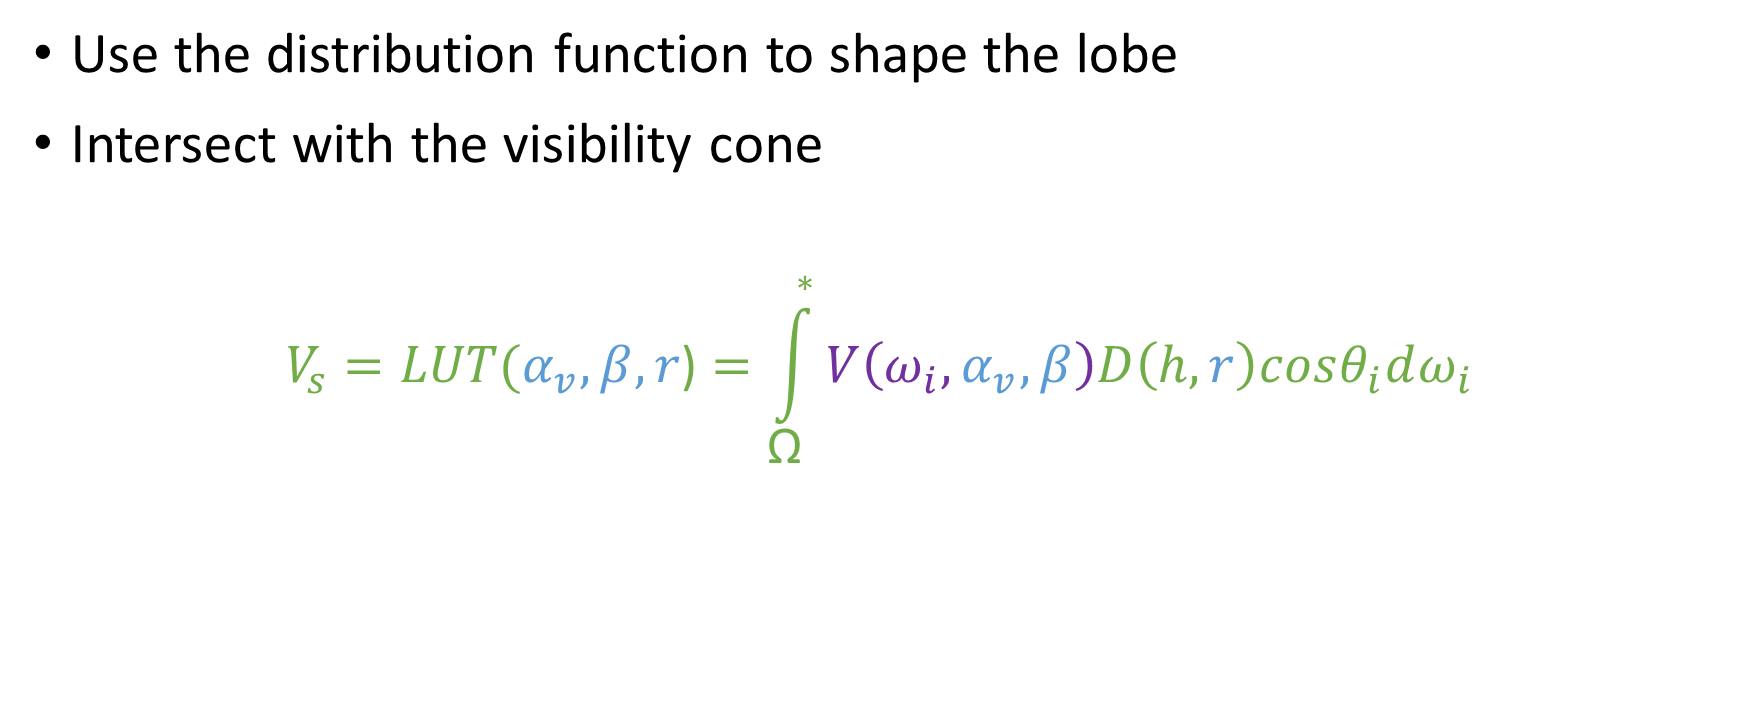 • Use the distribution function to shape the lobe
• Intersect with the visibility cone
V_s = LUT(α_v, β, r) = ∫_Ω^* V(ω_i, α_v, β)D(h, r)cosθ_i dω_i